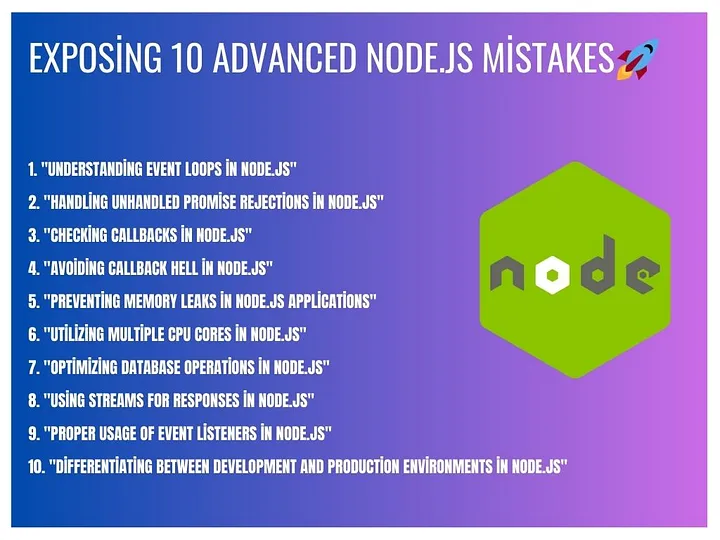 EXPOSİNG 10 ADVANCED NODE.JS MİSTAKES🚀
1. "UNDERSTANDİNG EVENT LOOPS İN NODE.JS"
2. "HANDLİNG UNHANDLED PROMİSE REJECTİONS İN NODE.JS"
3. "CHECKİNG CALLBACKS İN NODE.JS"
4. "AVOİDİNG CALLBACK HELL İN NODE.JS"
5. "PREVENTİNG MEMORY LEAKS İN NODE.JS APPLİCATİONS"
6. "UTİLİZİNG MULTİPLE CPU CORES İN NODE.JS"
7. "OPTİMİZİNG DATABASE OPERATİONS İN NODE.JS"
8. "USİNG STREAMS FOR RESPONSES İN NODE.JS"
9. "PROPER USAGE OF EVENT LİSTENERS İN NODE.JS"
10. "DİFFERENTİATİNG BETWEEN DEVELOPMENT AND PRODUCTİON ENVİRONMENTS İN NODE.JS"
node